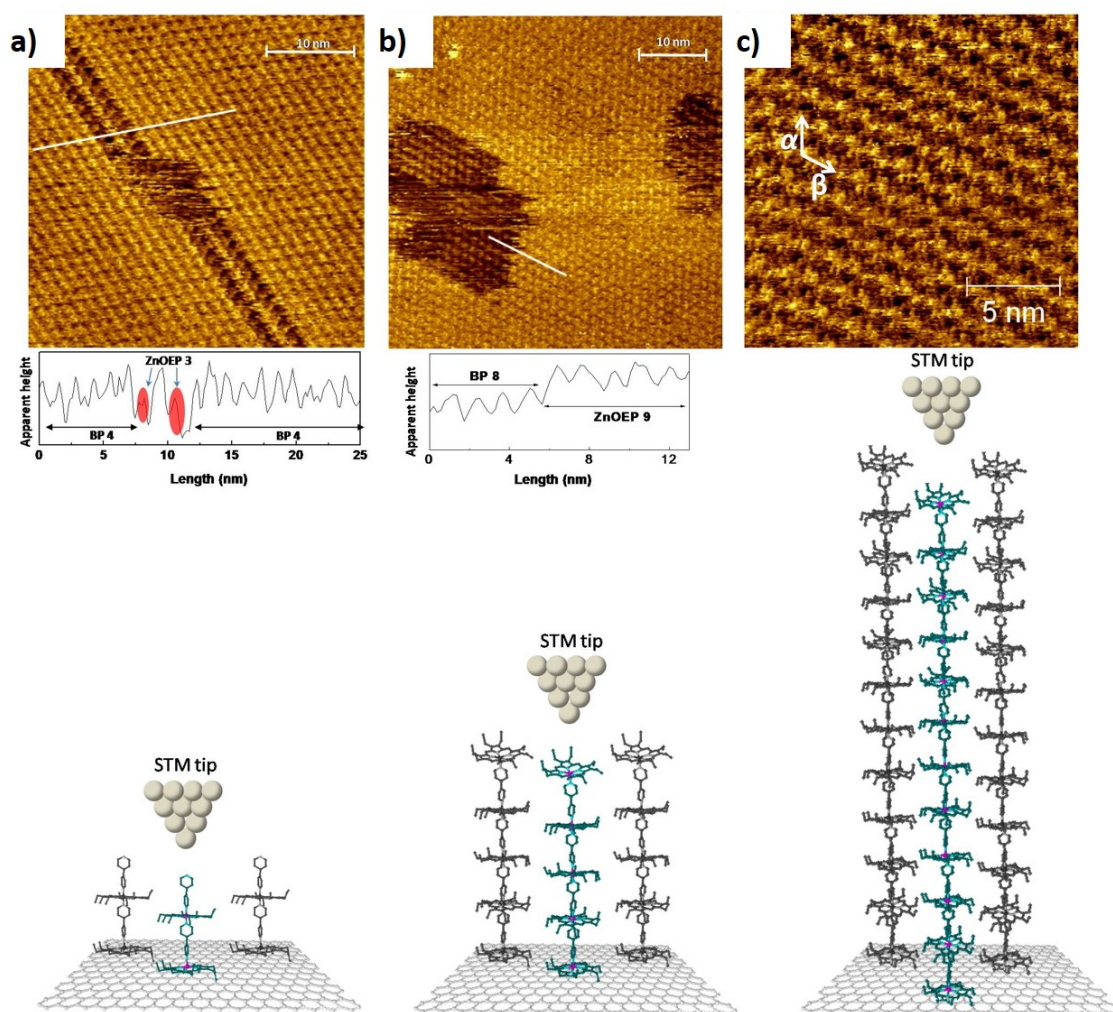 a)
10 nm
b)
10 nm
c)
α
β
5 nm
Apparent height
ZnOEP 3
BP 4
BP 4
0 5 10 15 20 25
Length (nm)
Apparent height
BP 8
ZnOEP 9
0 4 8 12
Length (nm)
STM tip
STM tip
STM tip